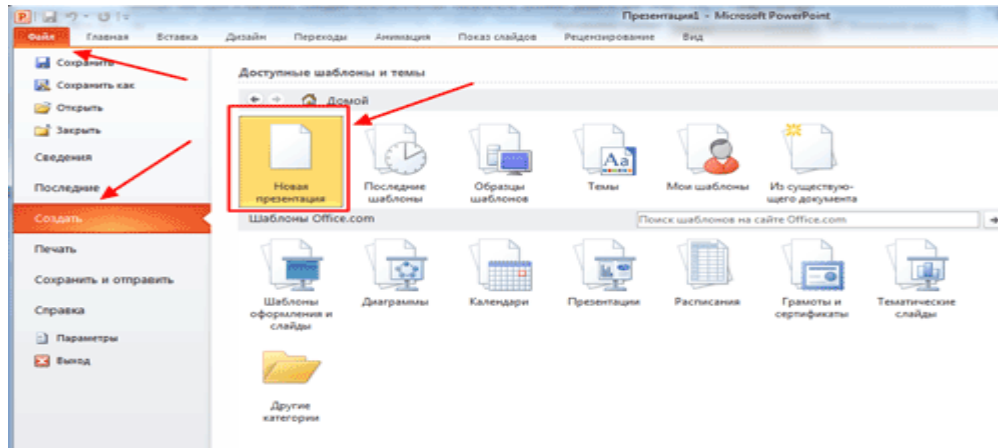 Презентация1 - Microsoft PowerPoint
Файл Главная Вставка Дизайн Переходы Анимация Показ слайдов Рецензирование Вид
Сохранить
Сохранить как
Открыть
Закрыть
Сведения
Последние
Создать
Печать
Сохранить и отправить
Справка
Параметры
Выход
Доступные шаблоны и темы
Домой
Новая презентация
Последние шаблоны
Образцы шаблонов
Темы
Мои шаблоны
Из существую-
щего документа
Шаблоны Office.com
Поиск шаблонов на сайте Office.com
Шаблоны оформления и слайды
Диаграммы
Календари
Презентации
Расписания
Грамоты и сертификаты
Тематические слайды
Другие категории